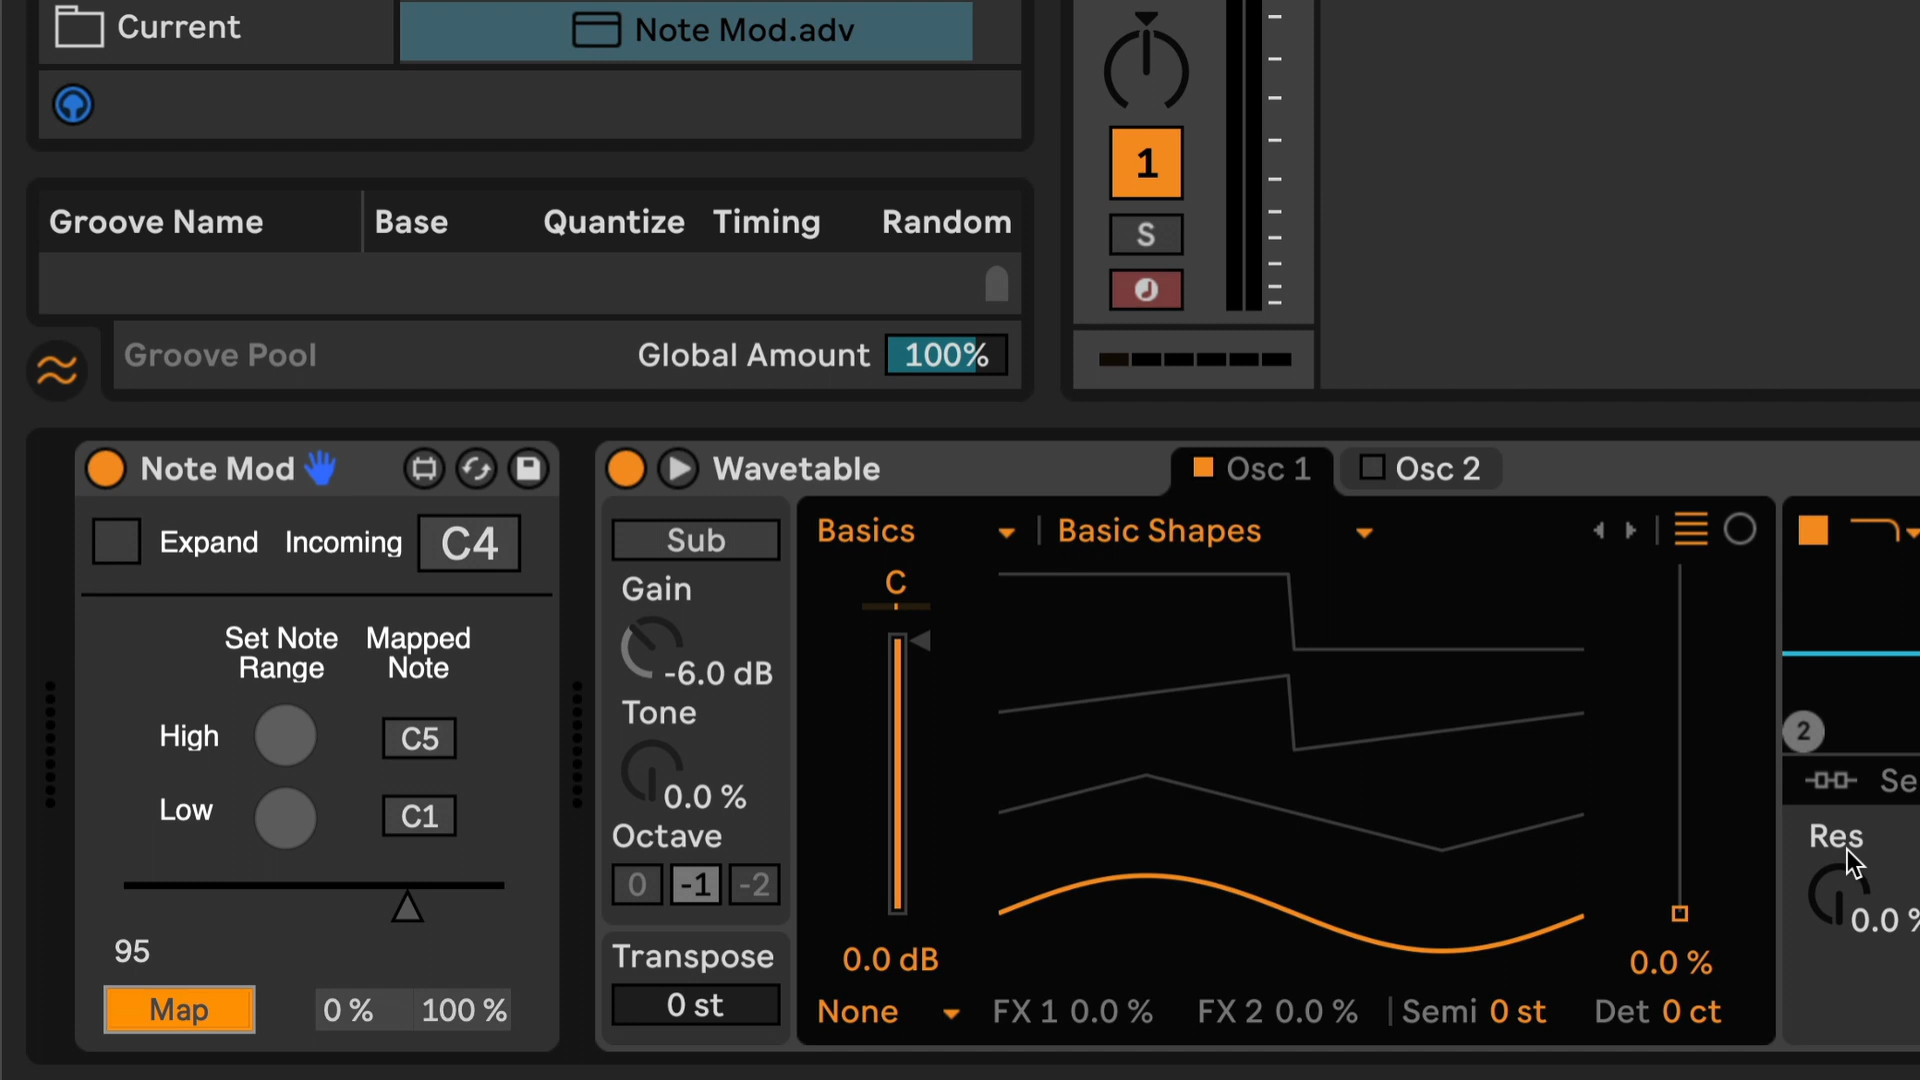 Current
Note Mod.adv
1
S
Groove Name Base Quantize Timing Random
Groove Pool Global Amount 100%
Note Mod
Expand Incoming C4
Set Note Range
Mapped Note
High C5
Low C1
95
Map 0 % 100 %
Wavetable
Osc 1 Osc 2
Sub
Gain
-6.0 dB
Tone
0.0 %
Octave
0 -1 -2
Transpose
0 st
Basics Basic Shapes
C
0.0 dB
0.0 %
None FX 1 0.0 % FX 2 0.0 % Semi 0 st Det 0 ct
2
Se
Res
0.0 %